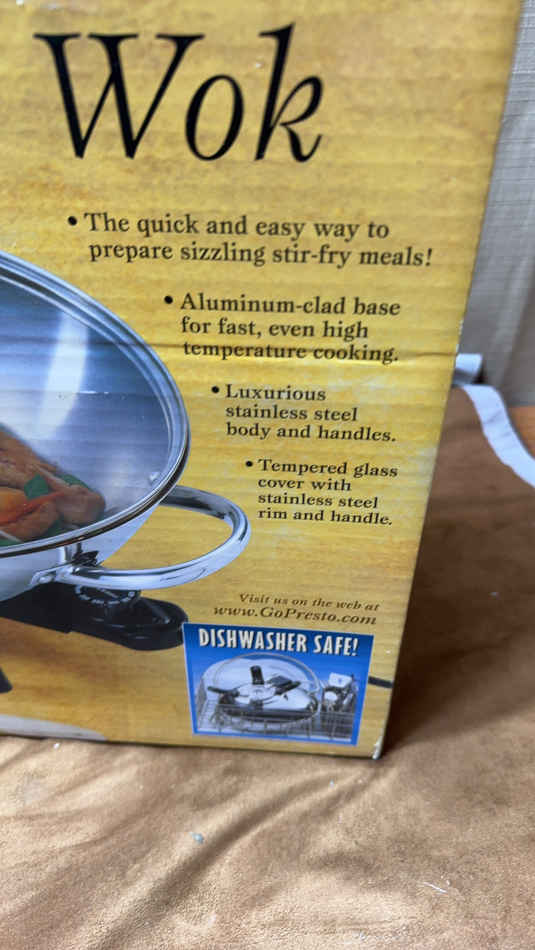 Wok
• The quick and easy way to
prepare sizzling stir-fry meals!
• Aluminum-clad base
for fast, even high
temperature cooking.
• Luxurious
stainless steel
body and handles.
• Tempered glass
cover with
stainless steel
rim and handle.
Visit us on the web at
www.GoPresto.com
DISHWASHER SAFE!